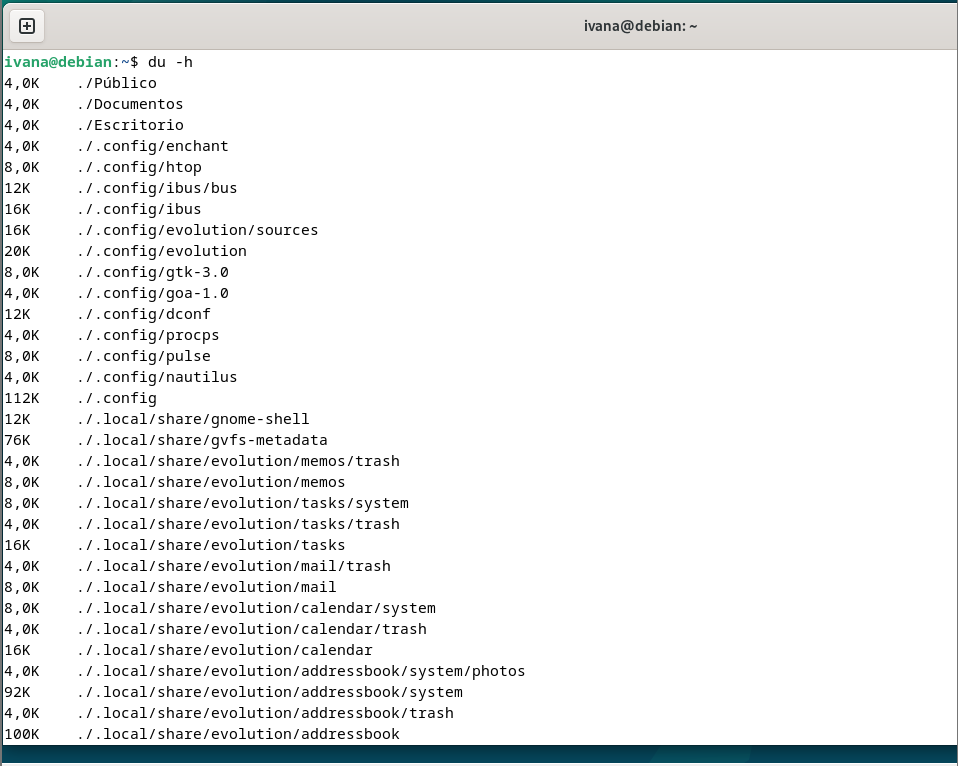 ivana@debian: ~
ivana@debian:~$ du -h
4,0K ./Público
4,0K ./Documentos
4,0K ./Escritorio
4,0K ./.config/enchant
8,0K ./.config/htop
12K ./.config/ibus/bus
16K ./.config/ibus
16K ./.config/evolution/sources
20K ./.config/evolution
8,0K ./.config/gtk-3.0
4,0K ./.config/goa-1.0
12K ./.config/dconf
4,0K ./.config/procps
8,0K ./.config/pulse
4,0K ./.config/nautilus
112K ./.config
12K ./.local/share/gnome-shell
76K ./.local/share/gvfs-metadata
4,0K ./.local/share/evolution/memos/trash
8,0K ./.local/share/evolution/memos
8,0K ./.local/share/evolution/tasks/system
4,0K ./.local/share/evolution/tasks/trash
16K ./.local/share/evolution/tasks
4,0K ./.local/share/evolution/mail/trash
8,0K ./.local/share/evolution/mail
8,0K ./.local/share/evolution/calendar/system
4,0K ./.local/share/evolution/calendar/trash
16K ./.local/share/evolution/calendar
4,0K ./.local/share/evolution/addressbook/system/photos
92K ./.local/share/evolution/addressbook/system
4,0K ./.local/share/evolution/addressbook/trash
100K ./.local/share/evolution/addressbook